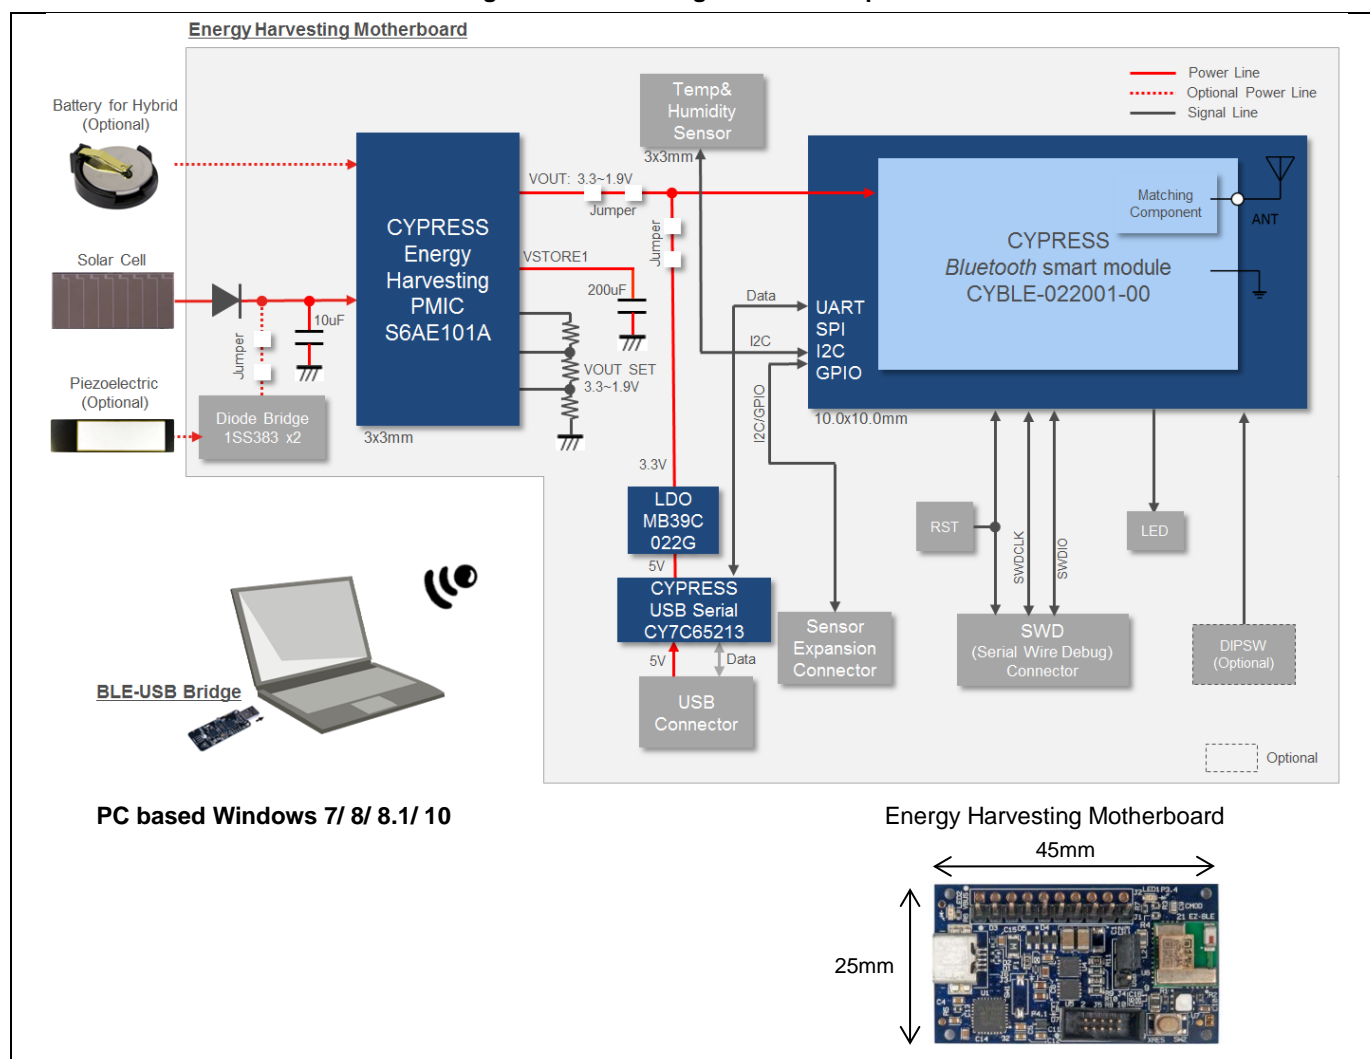 Energy Harvesting Motherboard
Power Line
Optional Power Line
Signal Line
Battery for Hybrid
(Optional)
Temp&
Humidity
Sensor
3x3mm
VOUT: 3.3~1.9V
Jumper
Jumper
Matching
Component
ANT
CYPRESS
Energy
Harvesting
PMIC
S6AE101A
3x3mm
CYPRESS
Bluetooth smart module
CYBLE-022001-00
Solar Cell
VSTORE1
200uF
10uF
Jumper
Data
UART
SPI
I2C
GPIO
I2C
VOUT SET
3.3~1.9V
Piezoelectric
(Optional)
Diode Bridge
1SS383 x2
10.0x10.0mm
I2C/GPIO
3.3V
LDO
MB39C
022G
5V
RST
SWDCLK
SWDIO
LED
CYPRESS
USB Serial
CY7C65213
5V
Data
USB
Connector
Sensor
Expansion
Connector
SWD
(Serial Wire Debug)
Connector
DIPSW
(Optional)
Optional
BLE-USB Bridge
PC based Windows 7/ 8/ 8.1/ 10
Energy Harvesting Motherboard
45mm
25mm